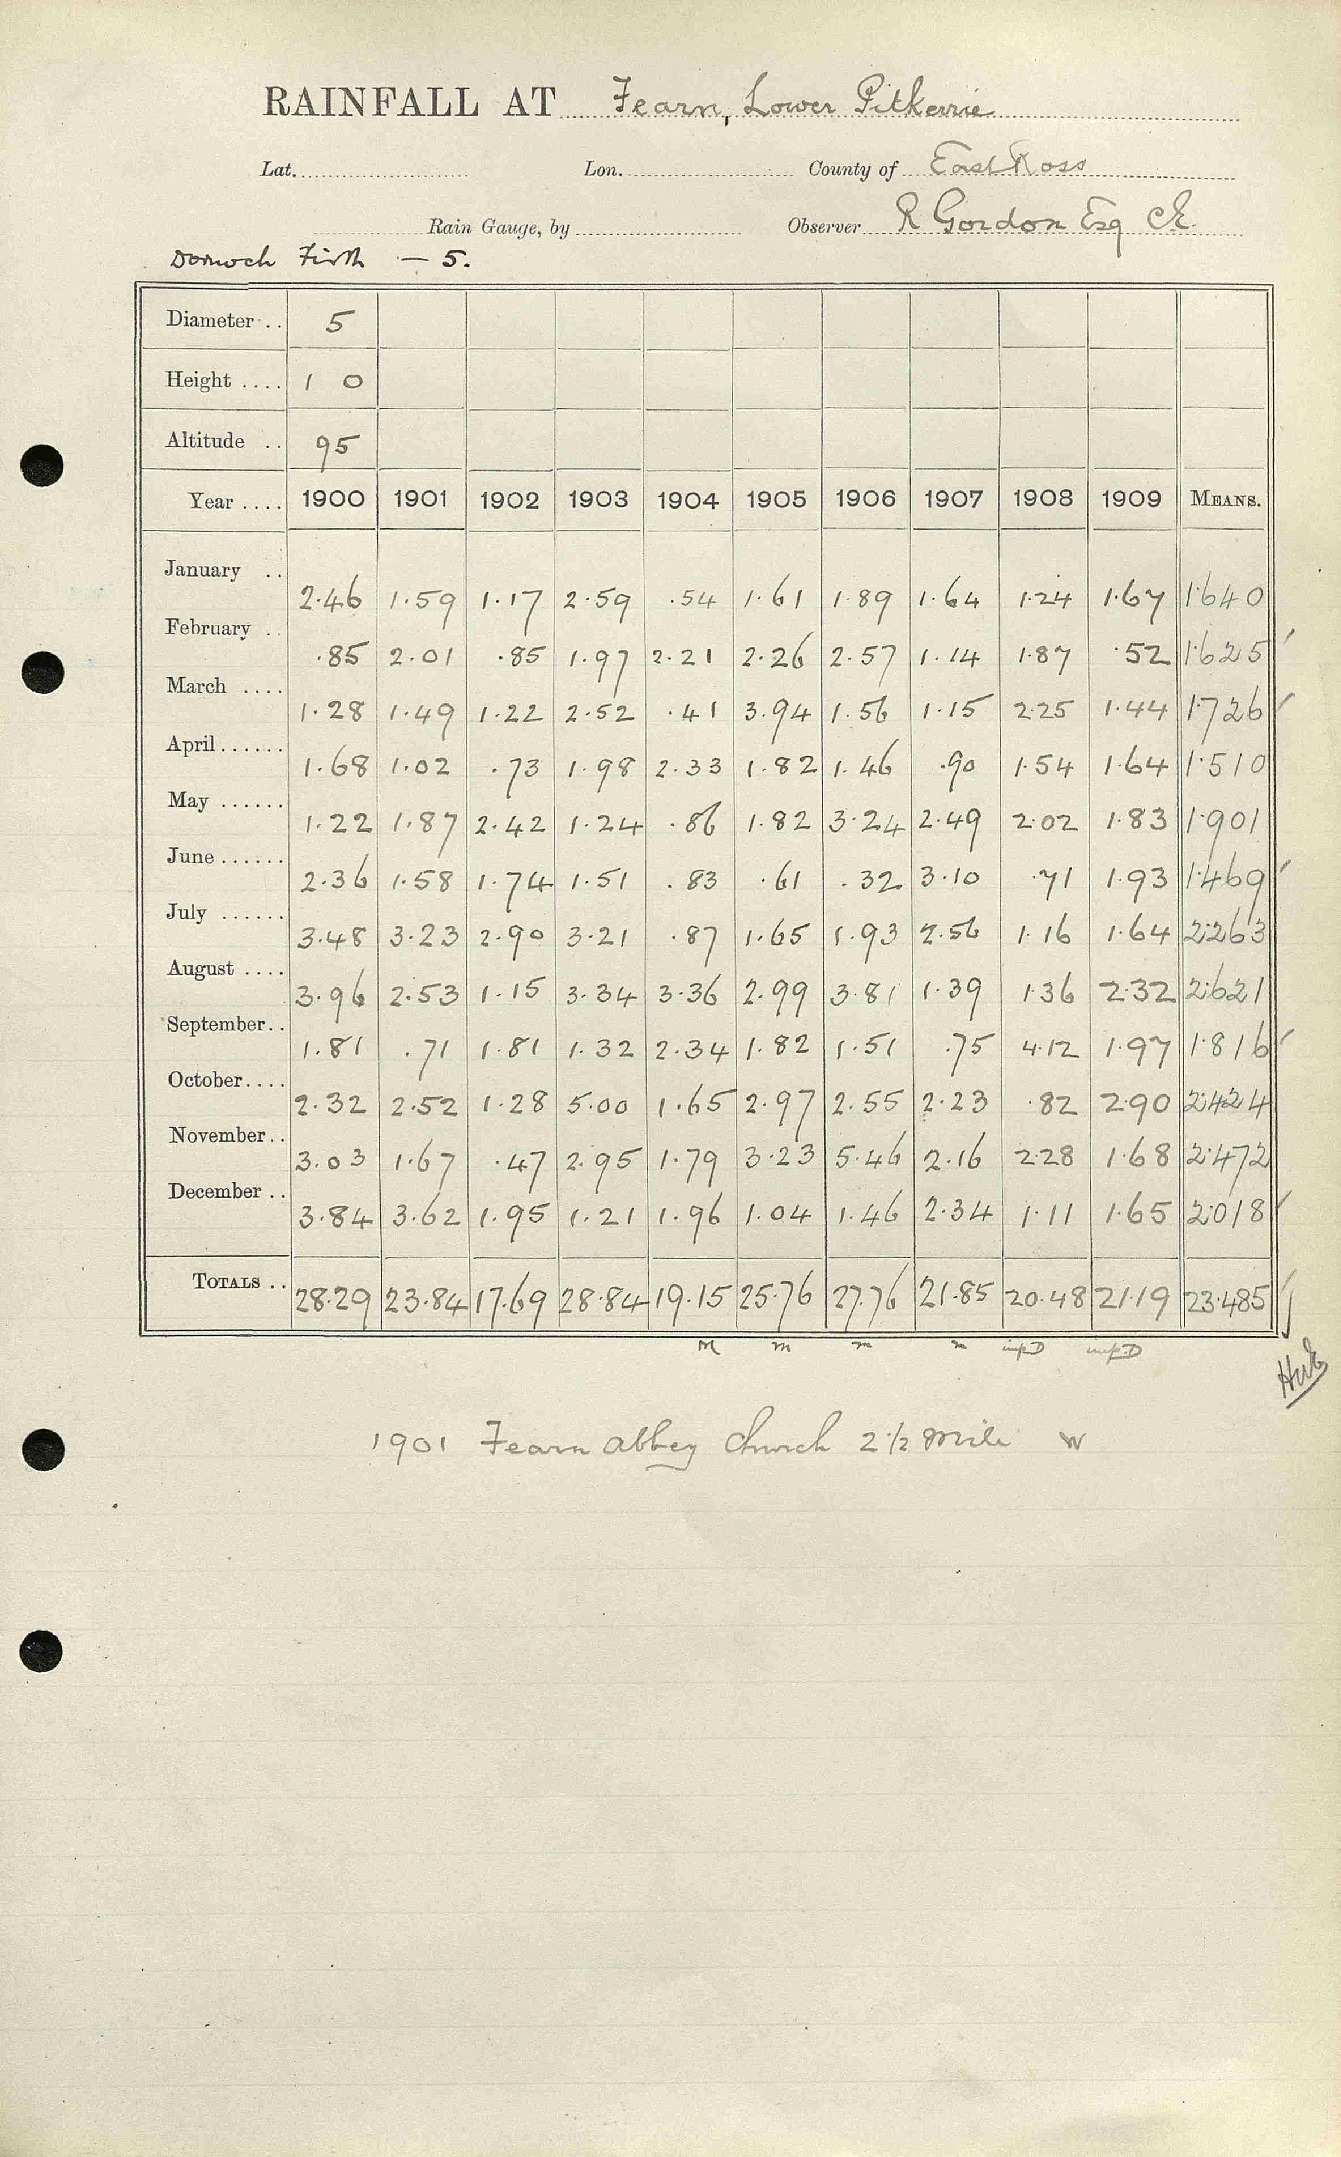 RAINFALL AT Fearn, Lower Pitkerrie
Lat. Lon. County of East Ross
Rain Gauge, by Observer R Gordon Esq CE
Dornoch Firth — 5.
Diameter .. 5
Height .... 1 0
Altitude .. 95
Year .... 1900 1901 1902 1903 1904 1905 1906 1907 1908 1909 MEANS.
January .. 2.46 1.59 1.17 2.59 .54 1.61 1.89 1.64 1.24 1.67 1.640
February .. .85 2.01 .85 1.97 2.21 2.26 2.57 1.14 1.87 .52 1.625
March .... 1.28 1.49 1.22 2.52 .41 3.94 1.56 1.15 2.25 1.44 1.726
April...... 1.68 1.02 .73 1.98 2.33 1.82 1.46 .90 1.54 1.64 1.510
May ...... 1.22 1.87 2.42 1.24 .86 1.82 3.24 2.49 2.02 1.83 1.901
June ...... 2.36 1.58 1.74 1.51 .83 .61 .32 3.10 .71 1.93 1.469
July ...... 3.48 3.23 2.90 3.21 .87 1.65 1.93 2.56 1.16 1.64 2.263
August .... 3.96 2.53 1.15 3.34 3.36 2.99 3.81 1.39 1.36 2.32 2.621
September.. 1.81 .71 1.81 1.32 2.34 1.82 1.51 .75 4.12 1.97 1.816
October.... 2.32 2.52 1.28 5.00 1.65 2.97 2.55 2.23 .82 2.90 2.424
November.. 3.03 1.67 .47 2.95 1.79 3.23 5.46 2.16 2.28 1.68 2.472
December .. 3.84 3.62 1.95 1.21 1.96 1.04 1.46 2.34 1.11 1.65 2.018
TOTALS .. 28.29 23.84 17.69 28.84 19.15 25.76 27.76 21.85 20.48 21.19 23.485
M m m m imp.D imp.D
1901 Fearn Abbey Church 2 1/2 mile W